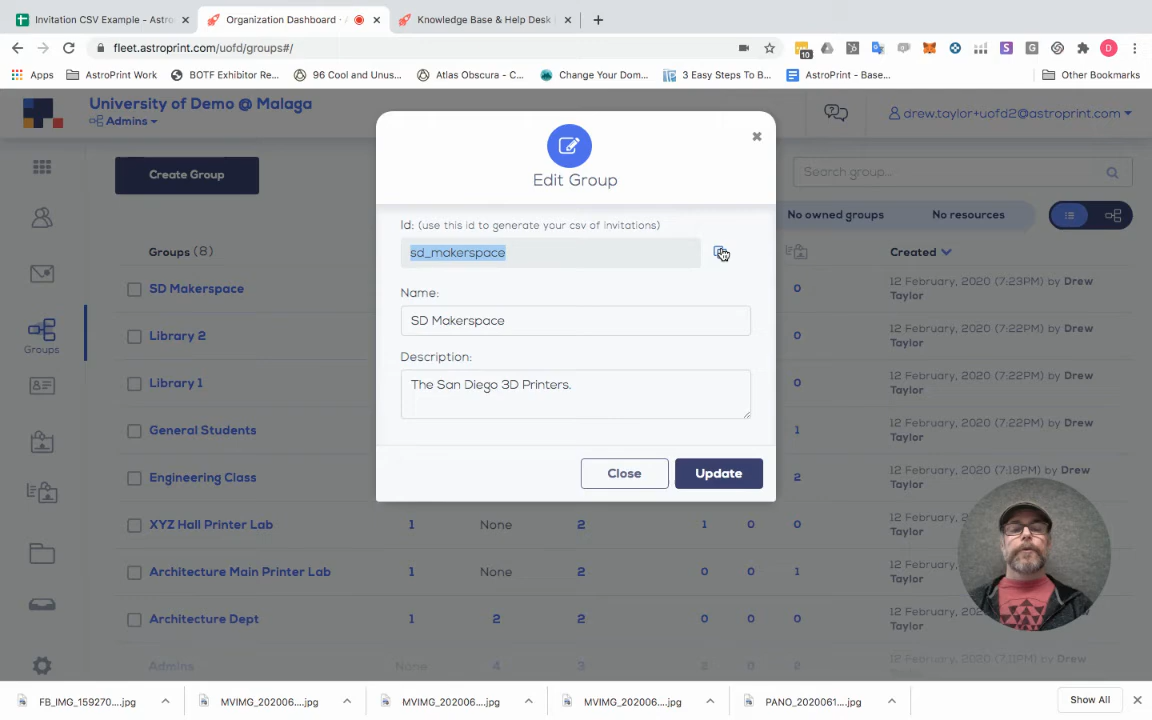 Invitation CSV Example - Astro
Organization Dashboard ·
Knowledge Base & Help Desk
fleet.astroprint.com/uofd/groups#/
10
S
G
D
Apps
AstroPrint Work
BOTF Exhibitor Re...
96 Cool and Unus...
Atlas Obscura - C...
Change Your Dom...
3 Easy Steps To B...
AstroPrint - Base...
Other Bookmarks
University of Demo @ Malaga
Admins
drew.taylor+uofd2@astroprint.com
Create Group
Search group...
No owned groups
No resources
Groups (8)
Created
SD Makerspace
0
12 February, 2020 (7:23PM) by Drew
Taylor
Library 2
0
12 February, 2020 (7:22PM) by Drew
Taylor
Groups
Library 1
0
12 February, 2020 (7:22PM) by Drew
Taylor
General Students
1
12 February, 2020 (7:20PM) by Drew
Taylor
Engineering Class
2
12 February, 2020 (7:18PM) by Drew
Taylor
XYZ Hall Printer Lab
1
None
2
1
0
0
12 February
Taylor
Architecture Main Printer Lab
1
None
2
0
0
1
12 February
Taylor
Architecture Dept
1
2
2
0
0
0
12 February, 202
Drew
Taylor
Admins
None
4
3
2
0
2
12 February, 2020 (7:11PM) by Drew
Edit Group
Id: (use this id to generate your csv of invitations)
sd_makerspace
Name:
SD Makerspace
Description:
The San Diego 3D Printers.
Close
Update
FB_IMG_159270....jpg
MVIMG_202006....jpg
MVIMG_202006....jpg
MVIMG_202006....jpg
PANO_2020061....jpg
Show All